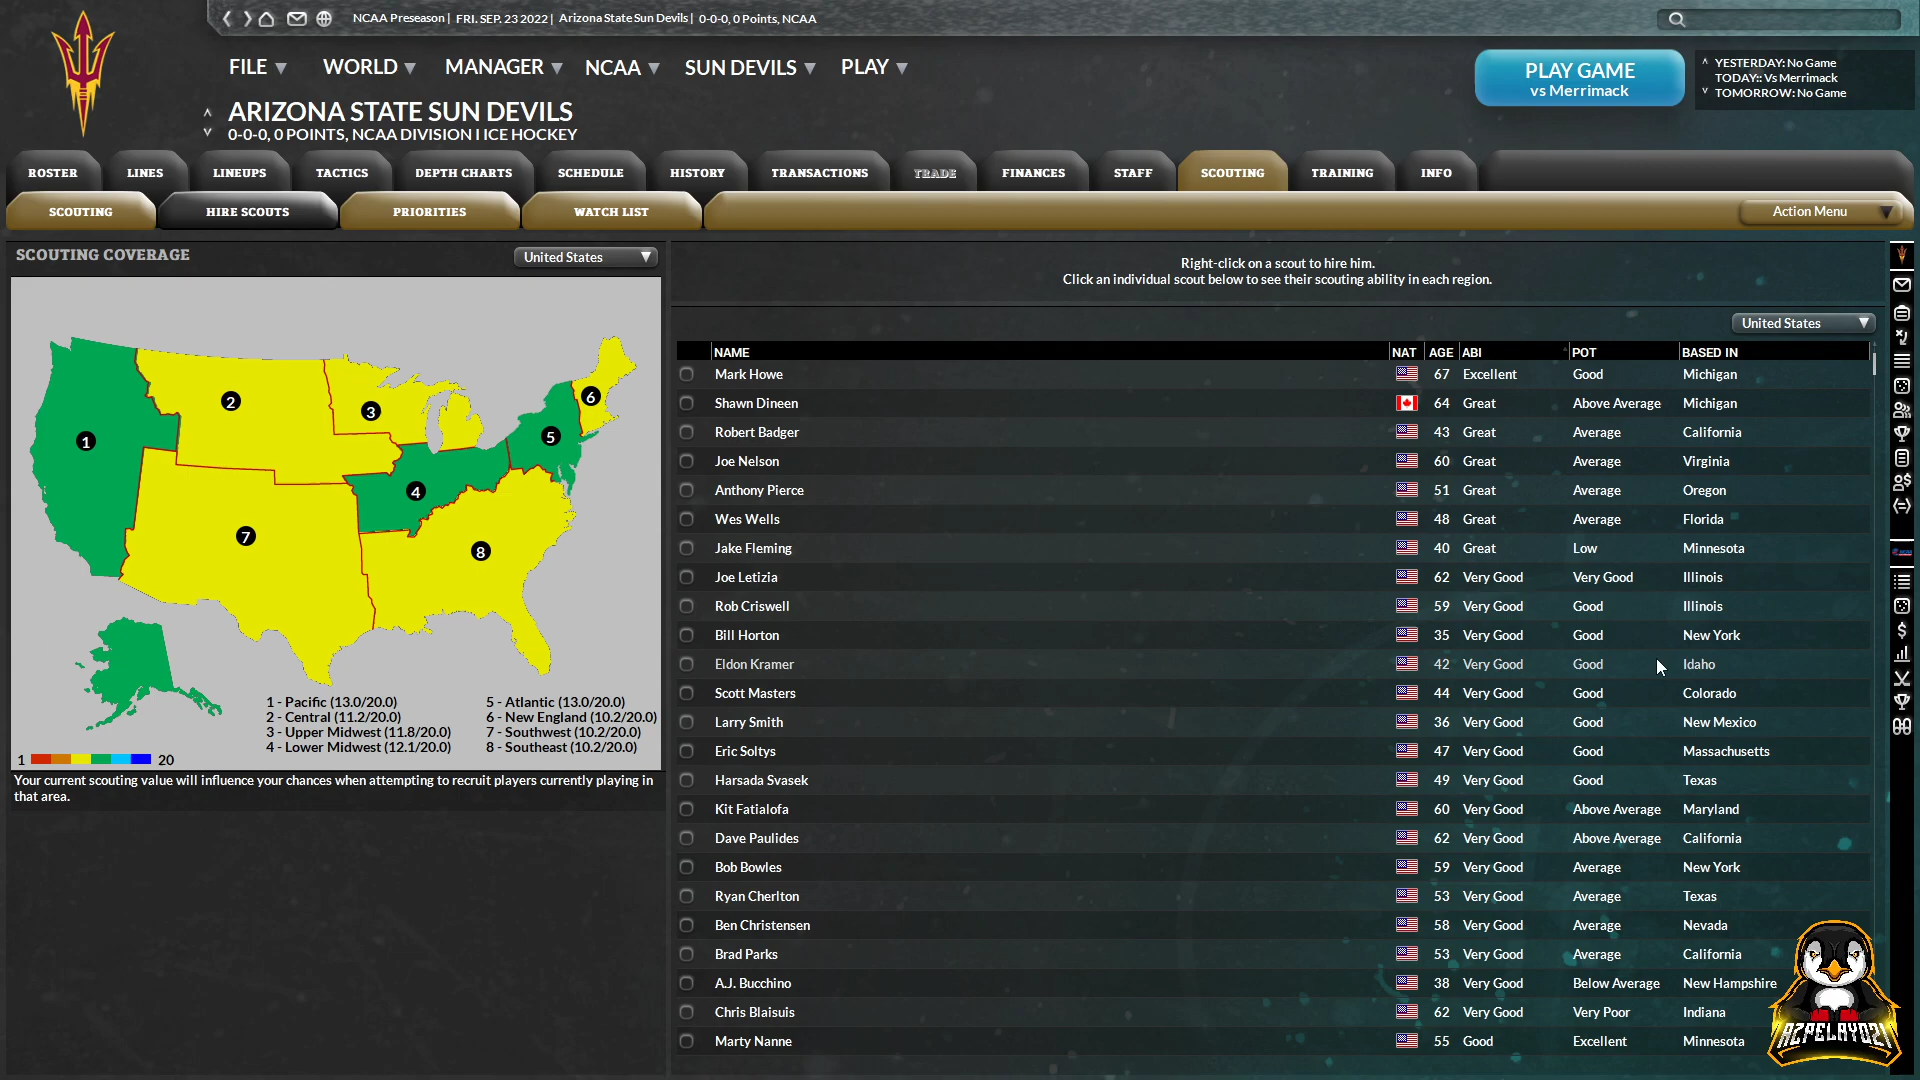 NCAA Preseason | FRI. SEP. 23 2022 | Arizona State Sun Devils | 0-0-0, 0 Points, NCAA
FILE WORLD MANAGER NCAA SUN DEVILS PLAY
PLAY GAME
vs Merrimack
YESTERDAY: No Game
TODAY:: Vs Merrimack
TOMORROW: No Game
ARIZONA STATE SUN DEVILS
0-0-0, 0 POINTS, NCAA DIVISION I ICE HOCKEY
ROSTER LINES LINEUPS TACTICS DEPTH CHARTS SCHEDULE HISTORY TRANSACTIONS TRADE FINANCES STAFF SCOUTING TRAINING INFO
SCOUTING HIRE SCOUTS PRIORITIES WATCH LIST Action Menu
SCOUTING COVERAGE United States
1
2
3
4
5
6
7
8
1 - Pacific (13.0/20.0)
2 - Central (11.2/20.0)
3 - Upper Midwest (11.8/20.0)
4 - Lower Midwest (12.1/20.0)
5 - Atlantic (13.0/20.0)
6 - New England (10.2/20.0)
7 - Southwest (10.2/20.0)
8 - Southeast (10.2/20.0)
1 20
Your current scouting value will influence your chances when attempting to recruit players currently playing in
that area.
Right-click on a scout to hire him.
Click an individual scout below to see their scouting ability in each region.
United States
NAME NAT AGE ABI POT BASED IN
Mark Howe 67 Excellent Good Michigan
Shawn Dineen 64 Great Above Average Michigan
Robert Badger 43 Great Average California
Joe Nelson 60 Great Average Virginia
Anthony Pierce 51 Great Average Oregon
Wes Wells 48 Great Average Florida
Jake Fleming 40 Great Low Minnesota
Joe Letizia 62 Very Good Very Good Illinois
Rob Criswell 59 Very Good Good Illinois
Bill Horton 35 Very Good Good New York
Eldon Kramer 42 Very Good Good Idaho
Scott Masters 44 Very Good Good Colorado
Larry Smith 36 Very Good Good New Mexico
Eric Soltys 47 Very Good Good Massachusetts
Harsada Svasek 49 Very Good Good Texas
Kit Fatialofa 60 Very Good Above Average Maryland
Dave Paulides 62 Very Good Above Average California
Bob Bowles 59 Very Good Average New York
Ryan Cherlton 53 Very Good Average Texas
Ben Christensen 58 Very Good Average Nevada
Brad Parks 53 Very Good Average California
A.J. Bucchino 38 Very Good Below Average New Hampshire
Chris Blaisuis 62 Very Good Very Poor Indiana
Marty Nanne 55 Good Excellent Minnesota
AZPELAYO21